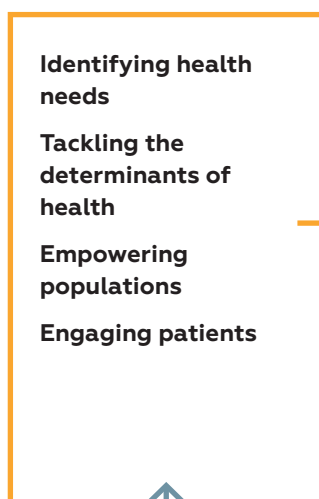 Identifying health
needs
Tackling the
determinants of
health
Empowering
populations
Engaging patients